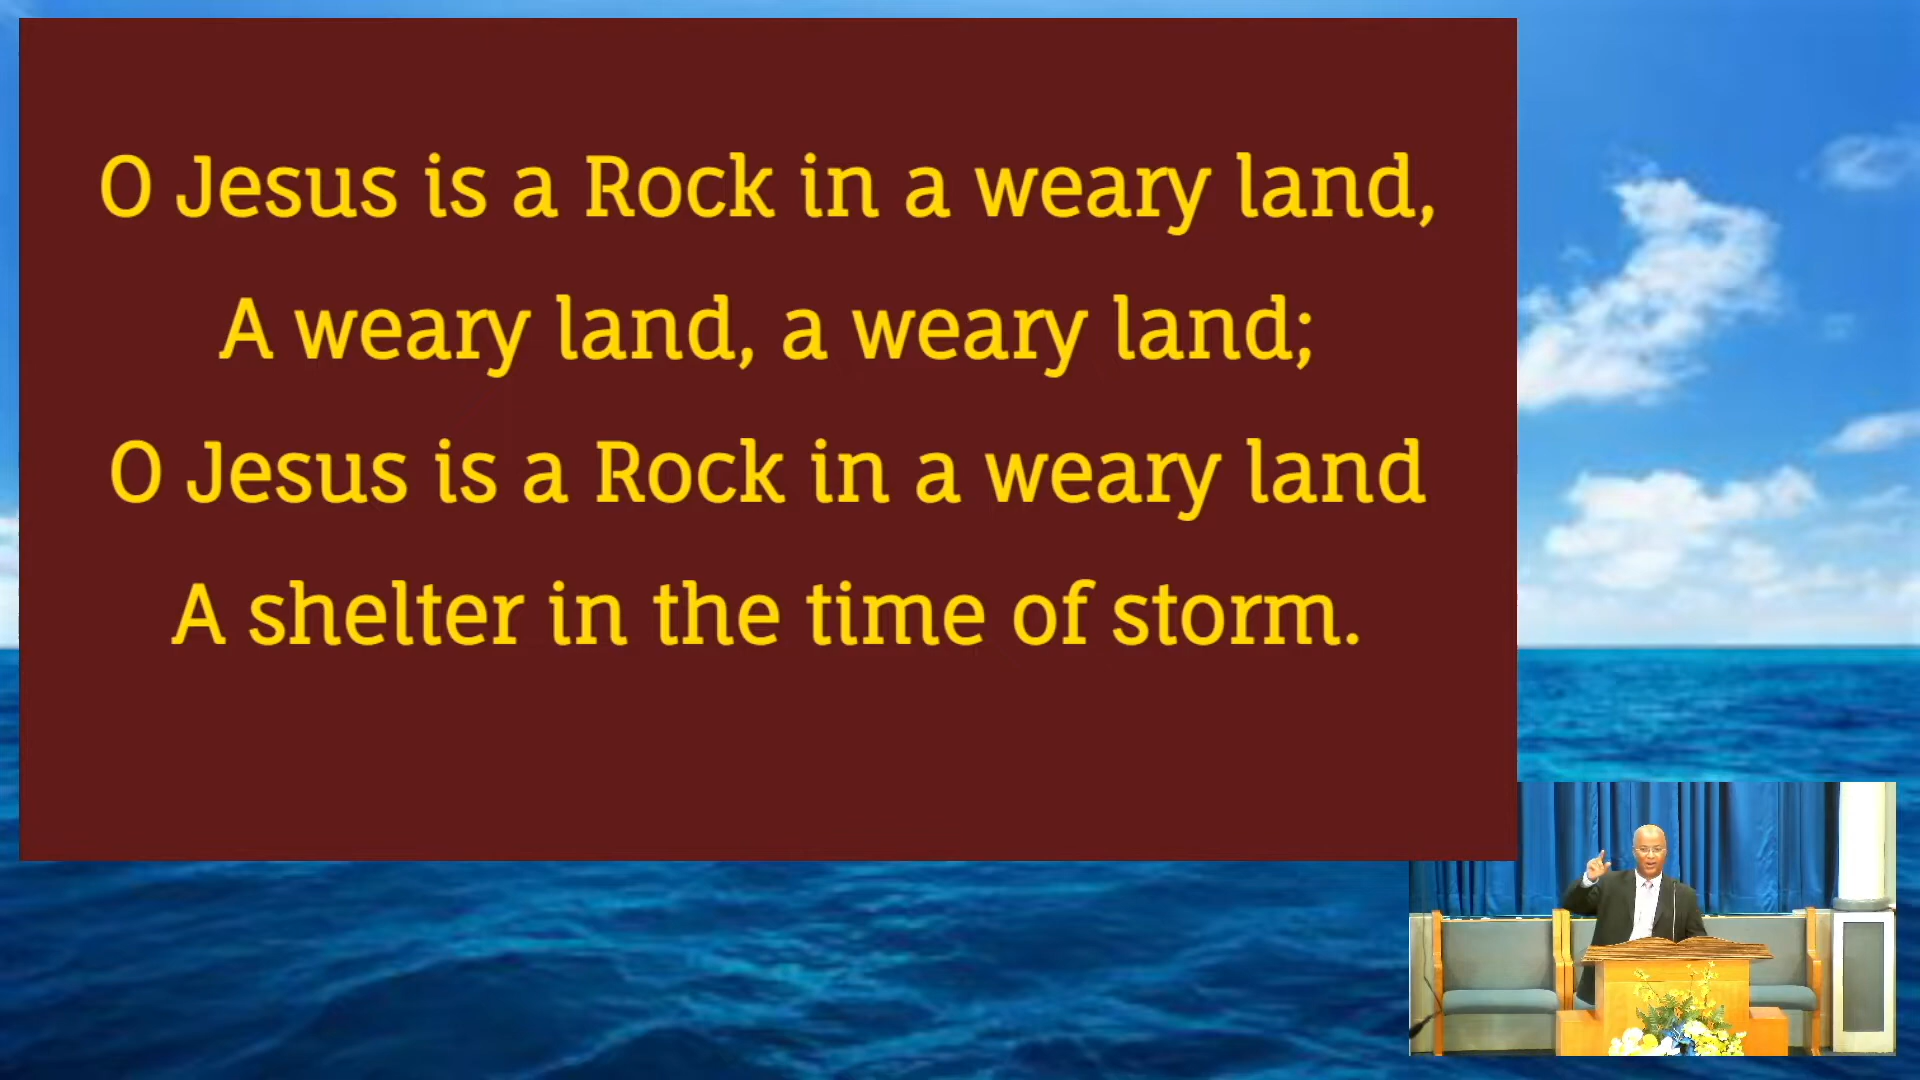 O Jesus is a Rock in a weary land,
A weary land, a weary land;
O Jesus is a Rock in a weary land
A shelter in the time of storm.